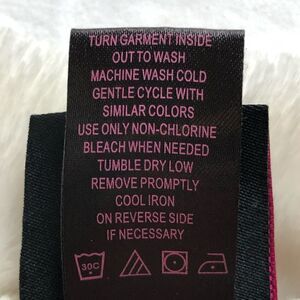 TURN GARMENT INSIDE
OUT TO WASH
MACHINE WASH COLD
GENTLE CYCLE WITH
SIMILAR COLORS
USE ONLY NON-CHLORINE
BLEACH WHEN NEEDED
TUMBLE DRY LOW
REMOVE PROMPTLY
COOL IRON
ON REVERSE SIDE
IF NECESSARY
30C